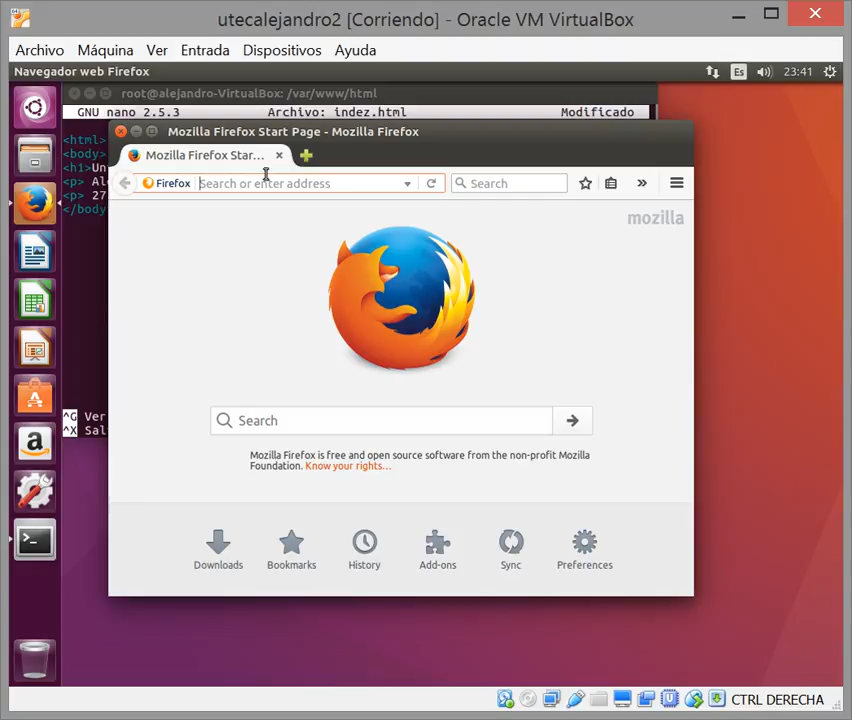 utecalejandro2 [Corriendo] - Oracle VM VirtualBox
Archivo Máquina Ver Entrada Dispositivos Ayuda
Navegador web Firefox Es 23:41
root@alejandro-VirtualBox: /var/www/html
GNU nano 2.5.3 Archivo: indez.html Modificado
<html>
<body>
<h1>Un
<p> Al
<p> 27
</body
Mozilla Firefox Start Page - Mozilla Firefox
Mozilla Firefox Star...
Firefox Search or enter address Search
mozilla
Search
Mozilla Firefox is free and open source software from the non-profit Mozilla
Foundation. Know your rights...
Downloads Bookmarks History Add-ons Sync Preferences
^G Ver
^X Sal
CTRL DERECHA